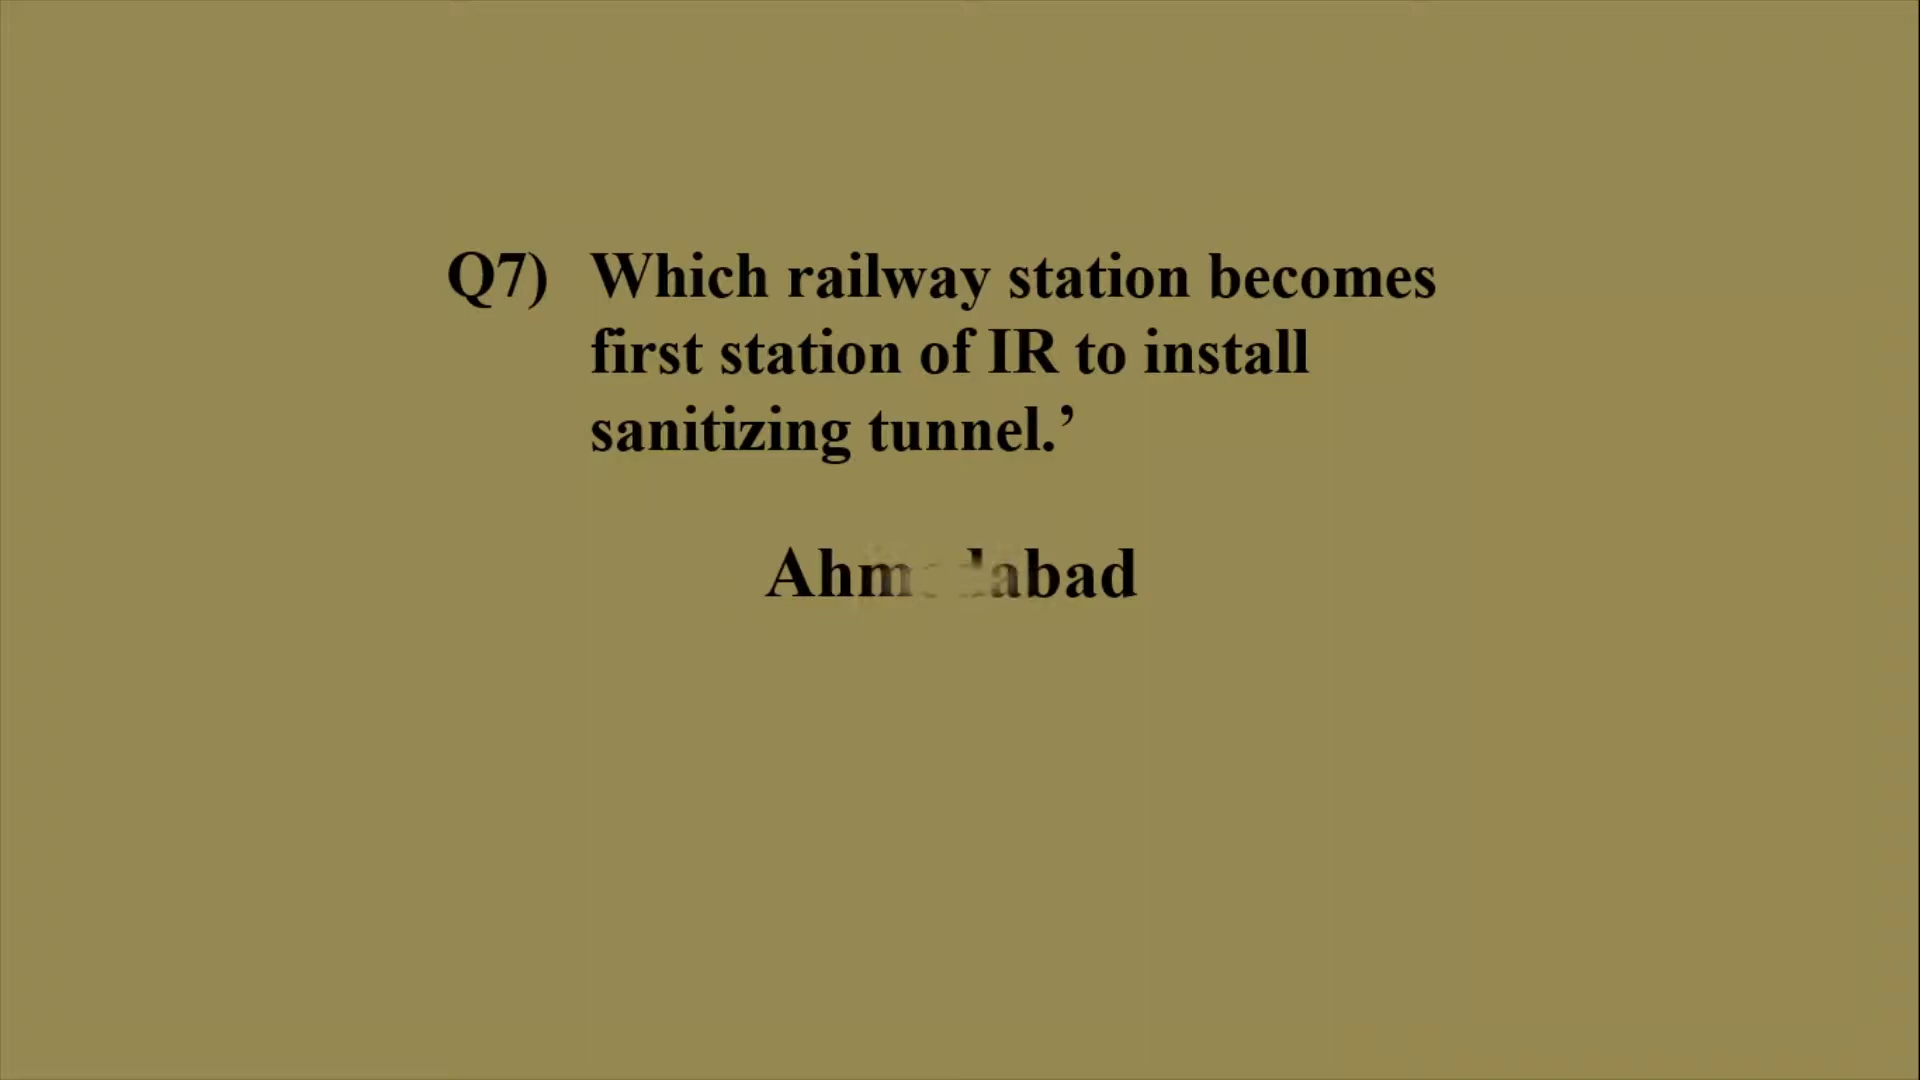 Q7) Which railway station becomes
first station of IR to install
sanitizing tunnel.’